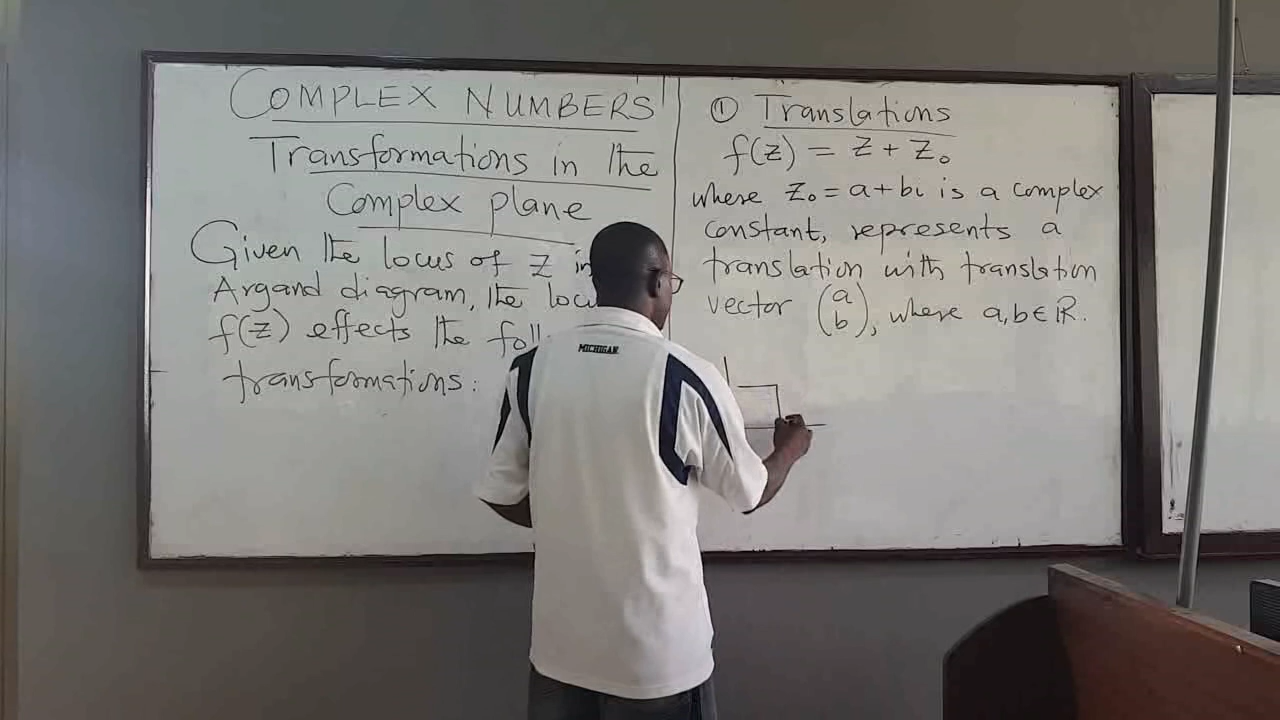 COMPLEX NUMBERS
Transformations in the
Complex plane
Given the locus of z in
Argand diagram, the locu
f(z) effects the foll
transformations:
① Translations
f(z) = z + z₀
where z₀ = a + bi is a complex
constant, represents a
translation with translation
vector (a b), where a, b ∈ ℝ.
MICHIGAN